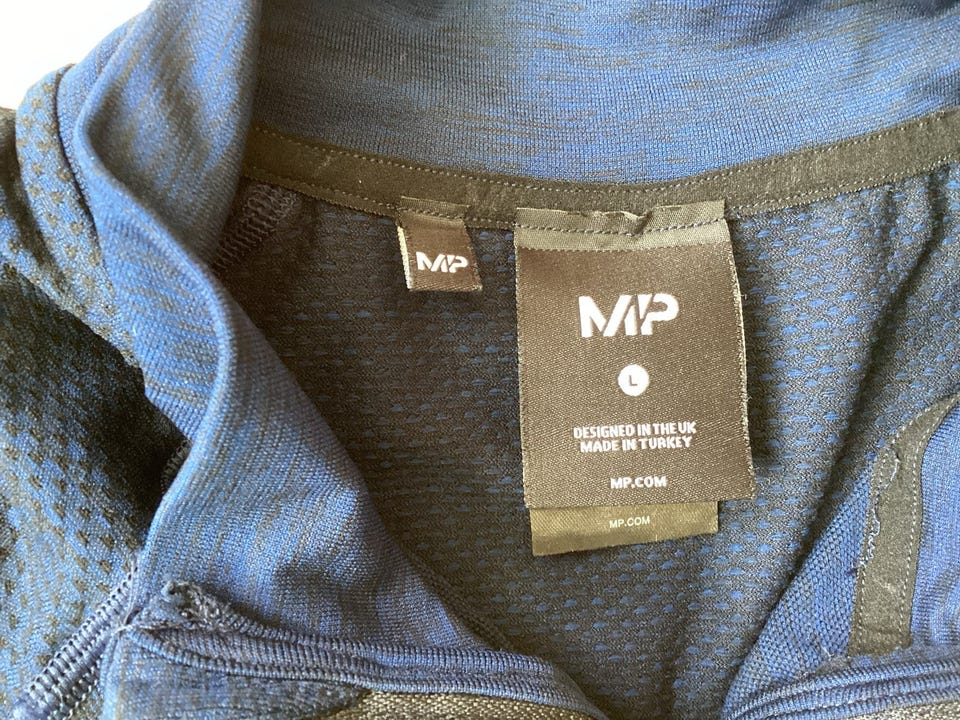 MP
MP
L
DESIGNED IN THE UK
MADE IN TURKEY
MP.COM
MP.COM